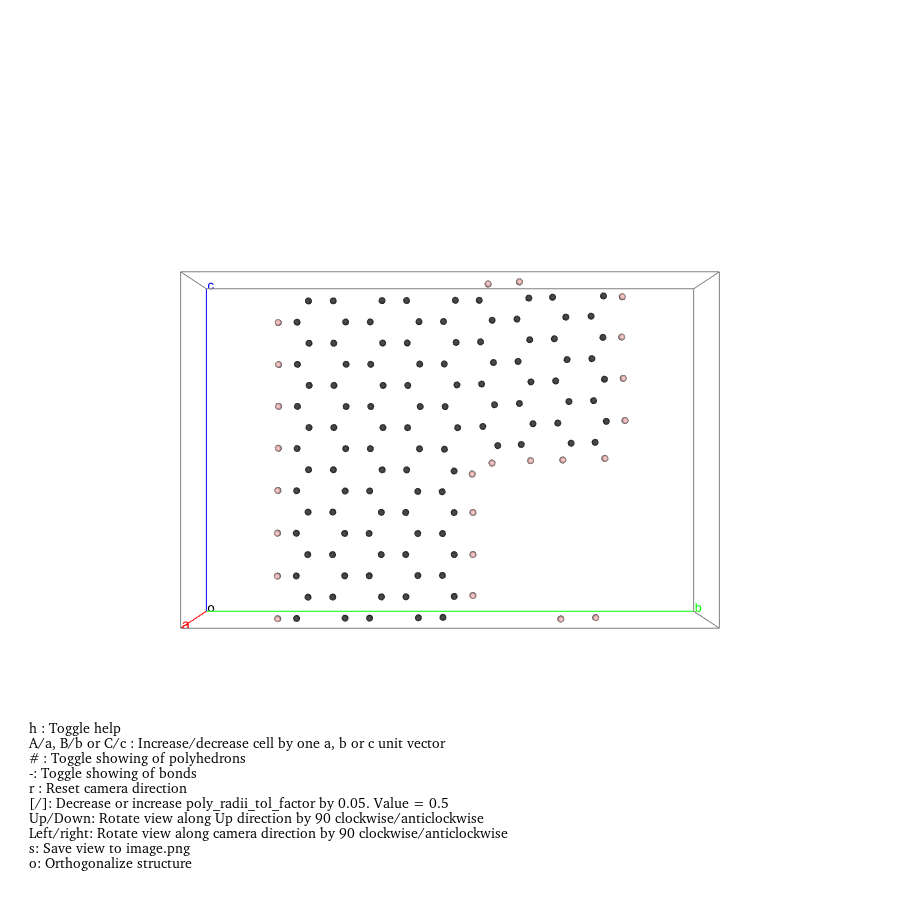 c
o
b
a
h : Toggle help
A/a, B/b or C/c : Increase/decrease cell by one a, b or c unit vector
# : Toggle showing of polyhedrons
-: Toggle showing of bonds
r : Reset camera direction
[/]: Decrease or increase poly_radii_tol_factor by 0.05. Value = 0.5
Up/Down: Rotate view along Up direction by 90 clockwise/anticlockwise
Left/right: Rotate view along camera direction by 90 clockwise/anticlockwise
s: Save view to image.png
o: Orthogonalize structure